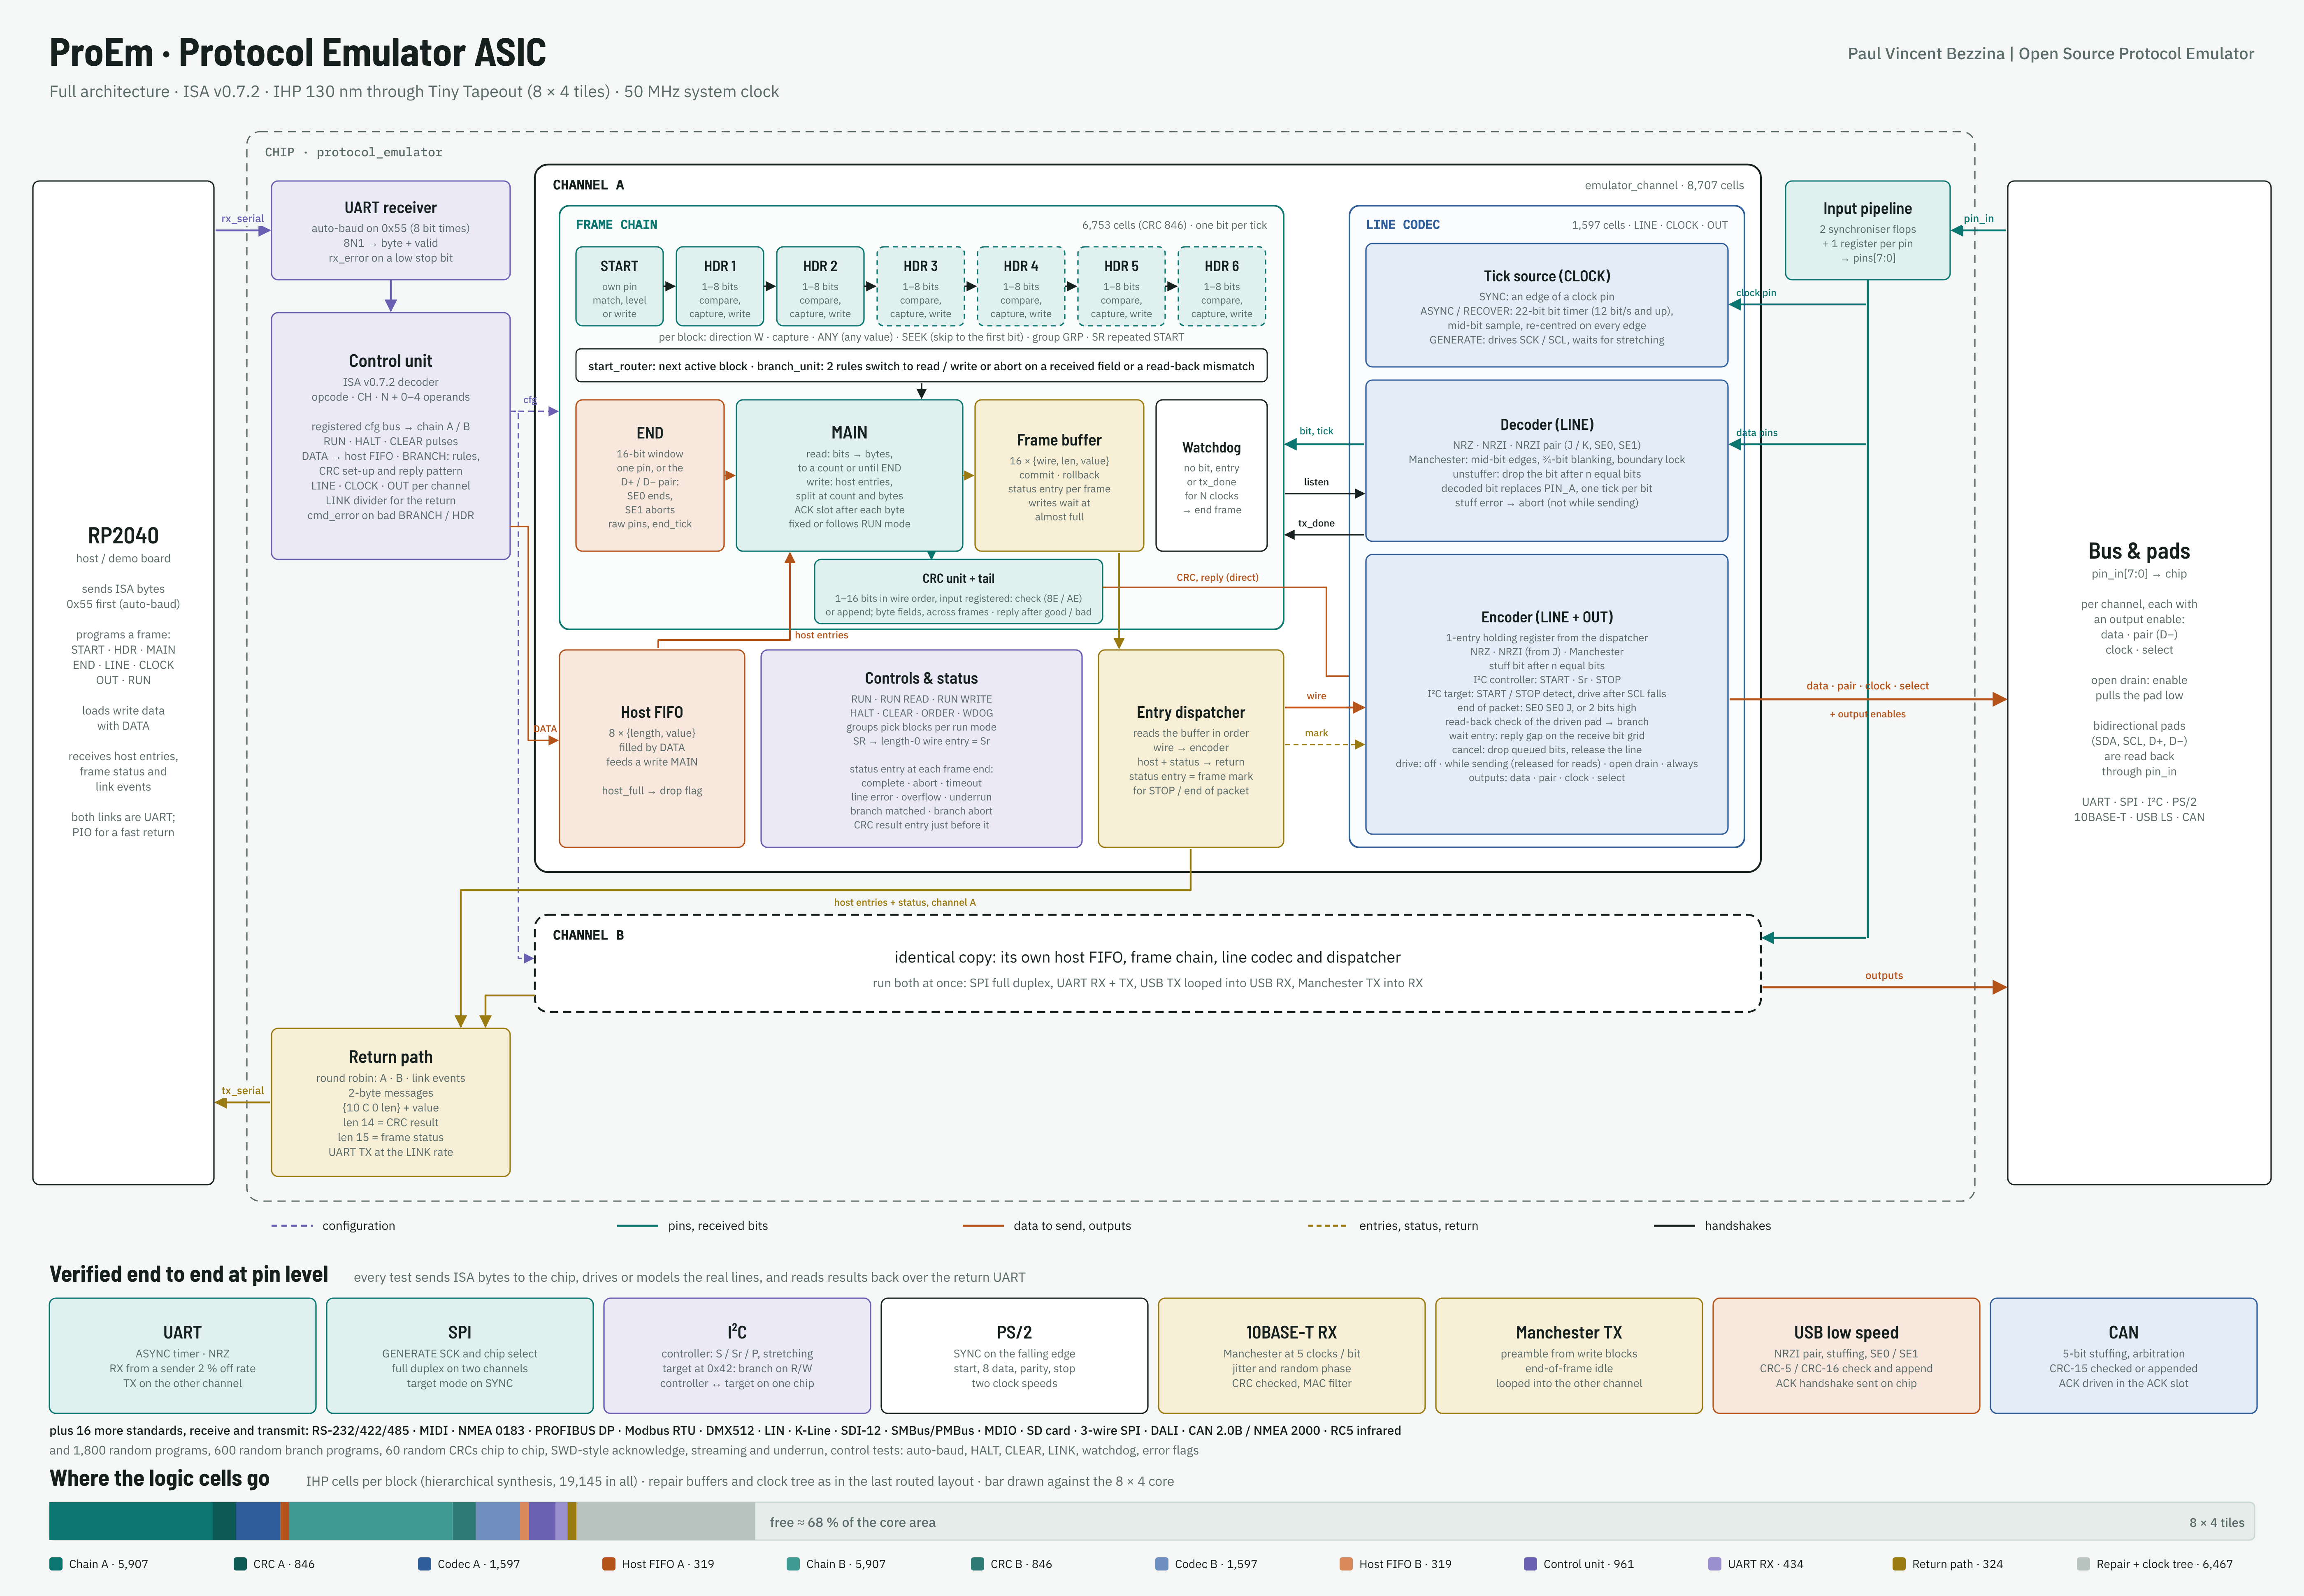 ProEm · Protocol Emulator ASIC
Paul Vincent Bezzina | Open Source Protocol Emulator
Full architecture · ISA v0.7.2 · IHP 130 nm through Tiny Tapeout (8 × 4 tiles) · 50 MHz system clock
CHIP · protocol_emulator
RP2040
host / demo board
sends ISA bytes
0x55 first (auto-baud)
programs a frame:
START · HDR · MAIN
END · LINE · CLOCK
OUT · RUN
loads write data
with DATA
receives host entries,
frame status and
link events
both links are UART;
PIO for a fast return
rx_serial
UART receiver
auto-baud on 0x55 (8 bit times)
8N1 → byte + valid
rx_error on a low stop bit
Control unit
ISA v0.7.2 decoder
opcode · CH · N + 0–4 operands
registered cfg bus → chain A / B
RUN · HALT · CLEAR pulses
DATA → host FIFO · BRANCH: rules,
CRC set-up and reply pattern
LINE · CLOCK · OUT per channel
LINK divider for the return
cmd_error on bad BRANCH / HDR
cfg
DATA
CHANNEL A
emulator_channel · 8,707 cells
FRAME CHAIN
6,753 cells (CRC 846) · one bit per tick
START
own pin
match, level
or write
HDR 1
1–8 bits
compare,
capture, write
HDR 2
1–8 bits
compare,
capture, write
HDR 3
1–8 bits
compare,
capture, write
HDR 4
1–8 bits
compare,
capture, write
HDR 5
1–8 bits
compare,
capture, write
HDR 6
1–8 bits
compare,
capture, write
per block: direction W · capture · ANY (any value) · SEEK (skip to the first bit) · group GRP · SR repeated START
start_router: next active block · branch_unit: 2 rules switch to read / write or abort on a received field or a read-back mismatch
END
16-bit window
one pin, or the
D+ / D− pair:
SE0 ends,
SE1 aborts
raw pins, end_tick
MAIN
read: bits → bytes,
to a count or until END
write: host entries,
split at count and bytes
ACK slot after each byte
fixed or follows RUN mode
Frame buffer
16 × {wire, len, value}
commit · rollback
status entry per frame
writes wait at
almost full
Watchdog
no bit, entry
or tx_done
for N clocks
→ end frame
CRC unit + tail
1–16 bits in wire order, input registered: check (8E / AE)
or append; byte fields, across frames · reply after good / bad
CRC, reply (direct)
host entries
Host FIFO
8 × {length, value}
filled by DATA
feeds a write MAIN
host_full → drop flag
Controls & status
RUN · RUN READ · RUN WRITE
HALT · CLEAR · ORDER · WDOG
groups pick blocks per run mode
SR → length-0 wire entry = Sr
status entry at each frame end:
complete · abort · timeout
line error · overflow · underrun
branch matched · branch abort
CRC result entry just before it
Entry dispatcher
reads the buffer in order
wire → encoder
host + status → return
status entry = frame mark
for STOP / end of packet
bit, tick
listen
tx_done
wire
mark
LINE CODEC
1,597 cells · LINE · CLOCK · OUT
Tick source (CLOCK)
SYNC: an edge of a clock pin
ASYNC / RECOVER: 22-bit bit timer (12 bit/s and up),
mid-bit sample, re-centred on every edge
GENERATE: drives SCK / SCL, waits for stretching
Decoder (LINE)
NRZ · NRZI · NRZI pair (J / K, SE0, SE1)
Manchester: mid-bit edges, ¾-bit blanking, boundary lock
unstuffer: drop the bit after n equal bits
decoded bit replaces PIN_A, one tick per bit
stuff error → abort (not while sending)
Encoder (LINE + OUT)
1-entry holding register from the dispatcher
NRZ · NRZI (from J) · Manchester
stuff bit after n equal bits
I²C controller: START · Sr · STOP
I²C target: START / STOP detect, drive after SCL falls
end of packet: SE0 SE0 J, or 2 bits high
read-back check of the driven pad → branch
wait entry: reply gap on the receive bit grid
cancel: drop queued bits, release the line
drive: off · while sending (released for reads) · open drain · always
outputs: data · pair · clock · select
Input pipeline
2 synchroniser flops
+ 1 register per pin
→ pins[7:0]
pin_in
clock pin
data pins
data · pair · clock · select
+ output enables
Bus & pads
pin_in[7:0] → chip
per channel, each with
an output enable:
data · pair (D−)
clock · select
open drain: enable
pulls the pad low
bidirectional pads
(SDA, SCL, D+, D−)
are read back
through pin_in
UART · SPI · I²C · PS/2
10BASE-T · USB LS · CAN
host entries + status, channel A
CHANNEL B
identical copy: its own host FIFO, frame chain, line codec and dispatcher
run both at once: SPI full duplex, UART RX + TX, USB TX looped into USB RX, Manchester TX into RX
outputs
Return path
round robin: A · B · link events
2-byte messages
{10 C 0 len} + value
len 14 = CRC result
len 15 = frame status
UART TX at the LINK rate
tx_serial
configuration
pins, received bits
data to send, outputs
entries, status, return
handshakes
Verified end to end at pin level
every test sends ISA bytes to the chip, drives or models the real lines, and reads results back over the return UART
UART
ASYNC timer · NRZ
RX from a sender 2 % off rate
TX on the other channel
SPI
GENERATE SCK and chip select
full duplex on two channels
target mode on SYNC
I²C
controller: S / Sr / P, stretching
target at 0x42: branch on R/W
controller ↔ target on one chip
PS/2
SYNC on the falling edge
start, 8 data, parity, stop
two clock speeds
10BASE-T RX
Manchester at 5 clocks / bit
jitter and random phase
CRC checked, MAC filter
Manchester TX
preamble from write blocks
end-of-frame idle
looped into the other channel
USB low speed
NRZI pair, stuffing, SE0 / SE1
CRC-5 / CRC-16 check and append
ACK handshake sent on chip
CAN
5-bit stuffing, arbitration
CRC-15 checked or appended
ACK driven in the ACK slot
plus 16 more standards, receive and transmit: RS-232/422/485 · MIDI · NMEA 0183 · PROFIBUS DP · Modbus RTU · DMX512 · LIN · K-Line · SDI-12 · SMBus/PMBus · MDIO · SD card · 3-wire SPI · DALI · CAN 2.0B / NMEA 2000 · RC5 infrared
and 1,800 random programs, 600 random branch programs, 60 random CRCs chip to chip, SWD-style acknowledge, streaming and underrun, control tests: auto-baud, HALT, CLEAR, LINK, watchdog, error flags
Where the logic cells go
IHP cells per block (hierarchical synthesis, 19,145 in all) · repair buffers and clock tree as in the last routed layout · bar drawn against the 8 × 4 core
free ≈ 68 % of the core area
8 × 4 tiles
Chain A · 5,907
CRC A · 846
Codec A · 1,597
Host FIFO A · 319
Chain B · 5,907
CRC B · 846
Codec B · 1,597
Host FIFO B · 319
Control unit · 961
UART RX · 434
Return path · 324
Repair + clock tree · 6,467